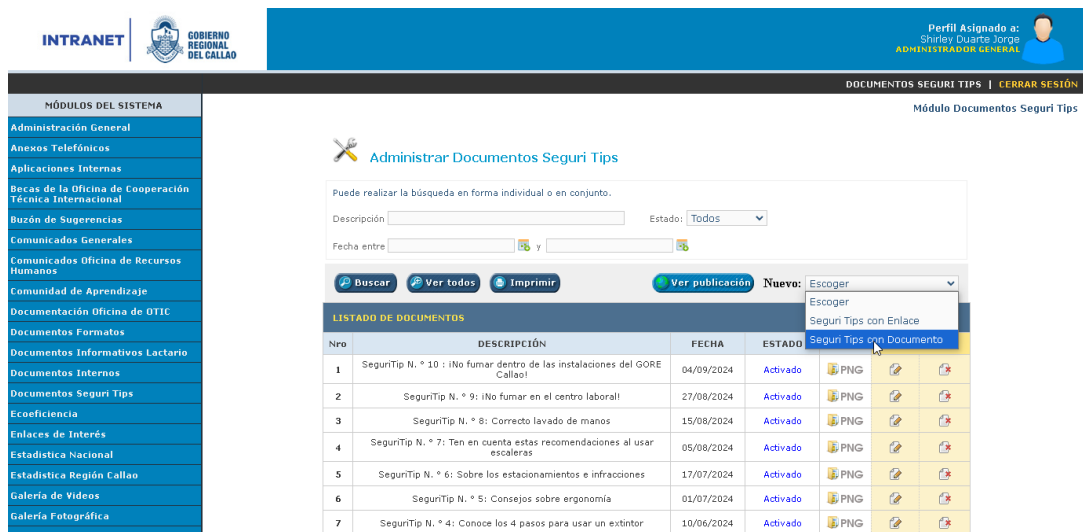 INTRANET
GOBIERNO
REGIONAL
DEL CALLAO
Perfil Asignado a:
Shirley Duarte Jorge
ADMINISTRADOR GENERAL
DOCUMENTOS SEGURI TIPS | CERRAR SESIÓN
MÓDULOS DEL SISTEMA
Módulo Documentos Seguri Tips
Administración General
Anexos Telefónicos
Aplicaciones Internas
Becas de la Oficina de Cooperación
Técnica Internacional
Buzón de Sugerencias
Comunicados Generales
Comunicados Oficina de Recursos
Humanos
Comunidad de Aprendizaje
Documentación Oficina de OTIC
Documentos Formatos
Documentos Informativos Lactario
Documentos Internos
Documentos Seguri Tips
Ecoeficiencia
Enlaces de Interés
Estadistica Nacional
Estadistica Región Callao
Galería de Videos
Galería Fotográfica
Administrar Documentos Seguri Tips
Puede realizar la búsqueda en forma individual o en conjunto.
Descripción Estado: Todos
Fecha entre y
Buscar Ver todos Imprimir Ver publicación Nuevo: Escoger
Escoger
Seguri Tips con Enlace
Seguri Tips con Documento
LISTADO DE DOCUMENTOS
Nro DESCRIPCIÓN FECHA ESTADO
1 SeguriTip N. ° 10 : ¡No fumar dentro de las instalaciones del GORE
Callao! 04/09/2024 Activado PNG
2 SeguriTip N. ° 9: ¡No fumar en el centro laboral! 27/08/2024 Activado PNG
3 SeguriTip N. ° 8: Correcto lavado de manos 15/08/2024 Activado PNG
4 SeguriTip N. ° 7: Ten en cuenta estas recomendaciones al usar
escaleras 05/08/2024 Activado PNG
5 SeguriTip N. ° 6: Sobre los estacionamientos e infracciones 17/07/2024 Activado PNG
6 SeguriTip N. ° 5: Consejos sobre ergonomía 01/07/2024 Activado PNG
7 SeguriTip N. ° 4: Conoce los 4 pasos para usar un extintor 10/06/2024 Activado PNG